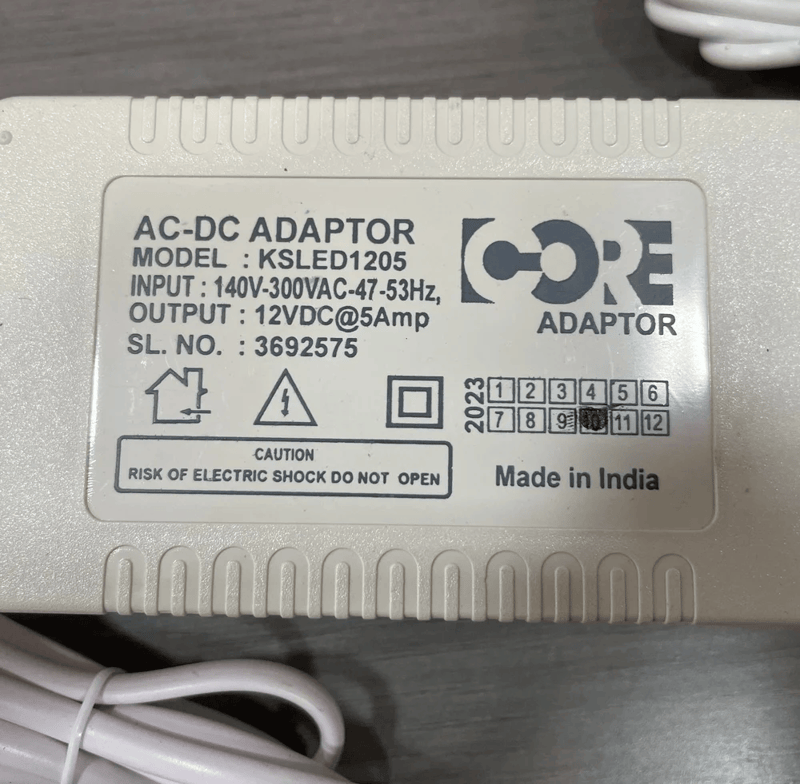 AC-DC ADAPTOR
MODEL : KSLED1205
INPUT : 140V-300VAC-47-53Hz,
OUTPUT : 12VDC@5Amp
SL. NO. : 3692575
CORE
ADAPTOR
2023
1 2 3 4 5 6
7 8 9 10 11 12
CAUTION
RISK OF ELECTRIC SHOCK DO NOT OPEN
Made in India